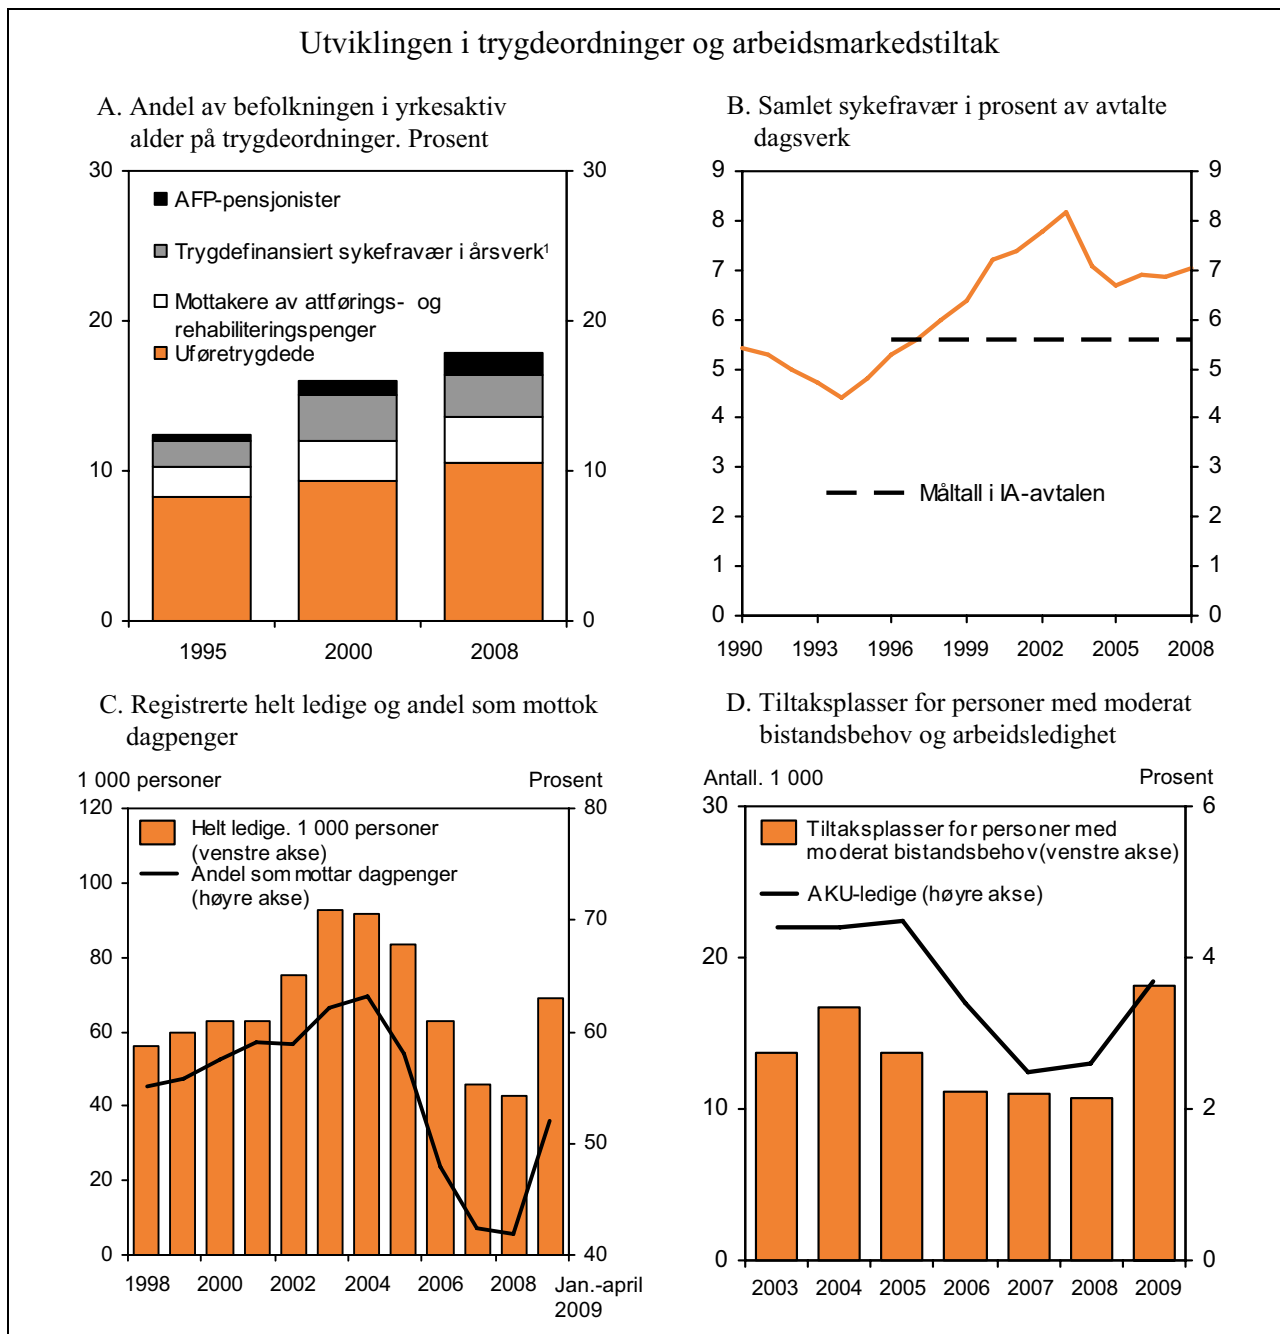 Utviklingen i trygdeordninger og arbeidsmarkedstiltak
A. Andel av befolkningen i yrkesaktiv
alder på trygdeordninger. Prosent
30
30
AFP-pensjonister
Trygdefinansiert sykefravær i årsverk¹
Mottakere av attførings- og
rehabiliteringspenger
Uføretrygdede
20
20
10
10
0
0
1995
2000
2008
B. Samlet sykefravær i prosent av avtalte
dagsverk
9
9
8
8
7
7
6
6
5
5
4
4
3
3
Måltall i IA-avtalen
2
2
1
1
0
0
1990
1993
1996
1999
2002
2005
2008
C. Registrerte helt ledige og andel som mottok
dagpenger
1 000 personer
Prosent
120
80
Helt ledige. 1 000 personer
(venstre akse)
Andel som mottar dagpenger
(høyre akse)
100
70
80
60
60
40
50
20
0
40
1998
2000
2002
2004
2006
2008
Jan.-april
2009
D. Tiltaksplasser for personer med moderat
bistandsbehov og arbeidsledighet
Antall. 1 000
Prosent
30
6
Tiltaksplasser for personer med
moderat bistandsbehov(venstre akse)
AKU-ledige (høyre akse)
20
4
10
2
0
0
2003
2004
2005
2006
2007
2008
2009